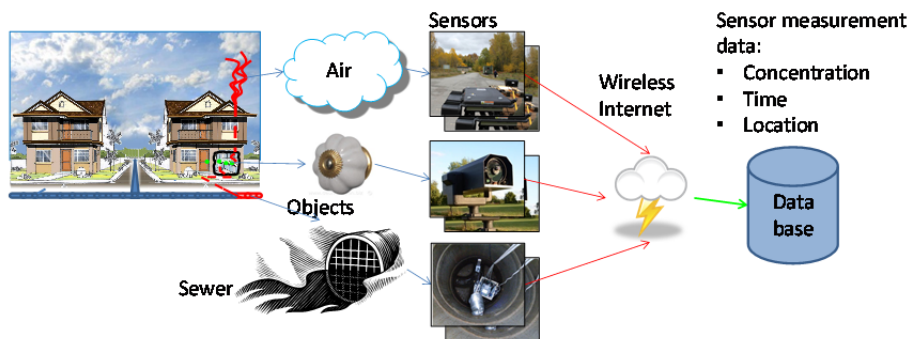 Sensors
Sensor measurement
data:
▪ Concentration
▪ Time
▪ Location
Air
Wireless
Internet
Objects
Sewer
Data
base